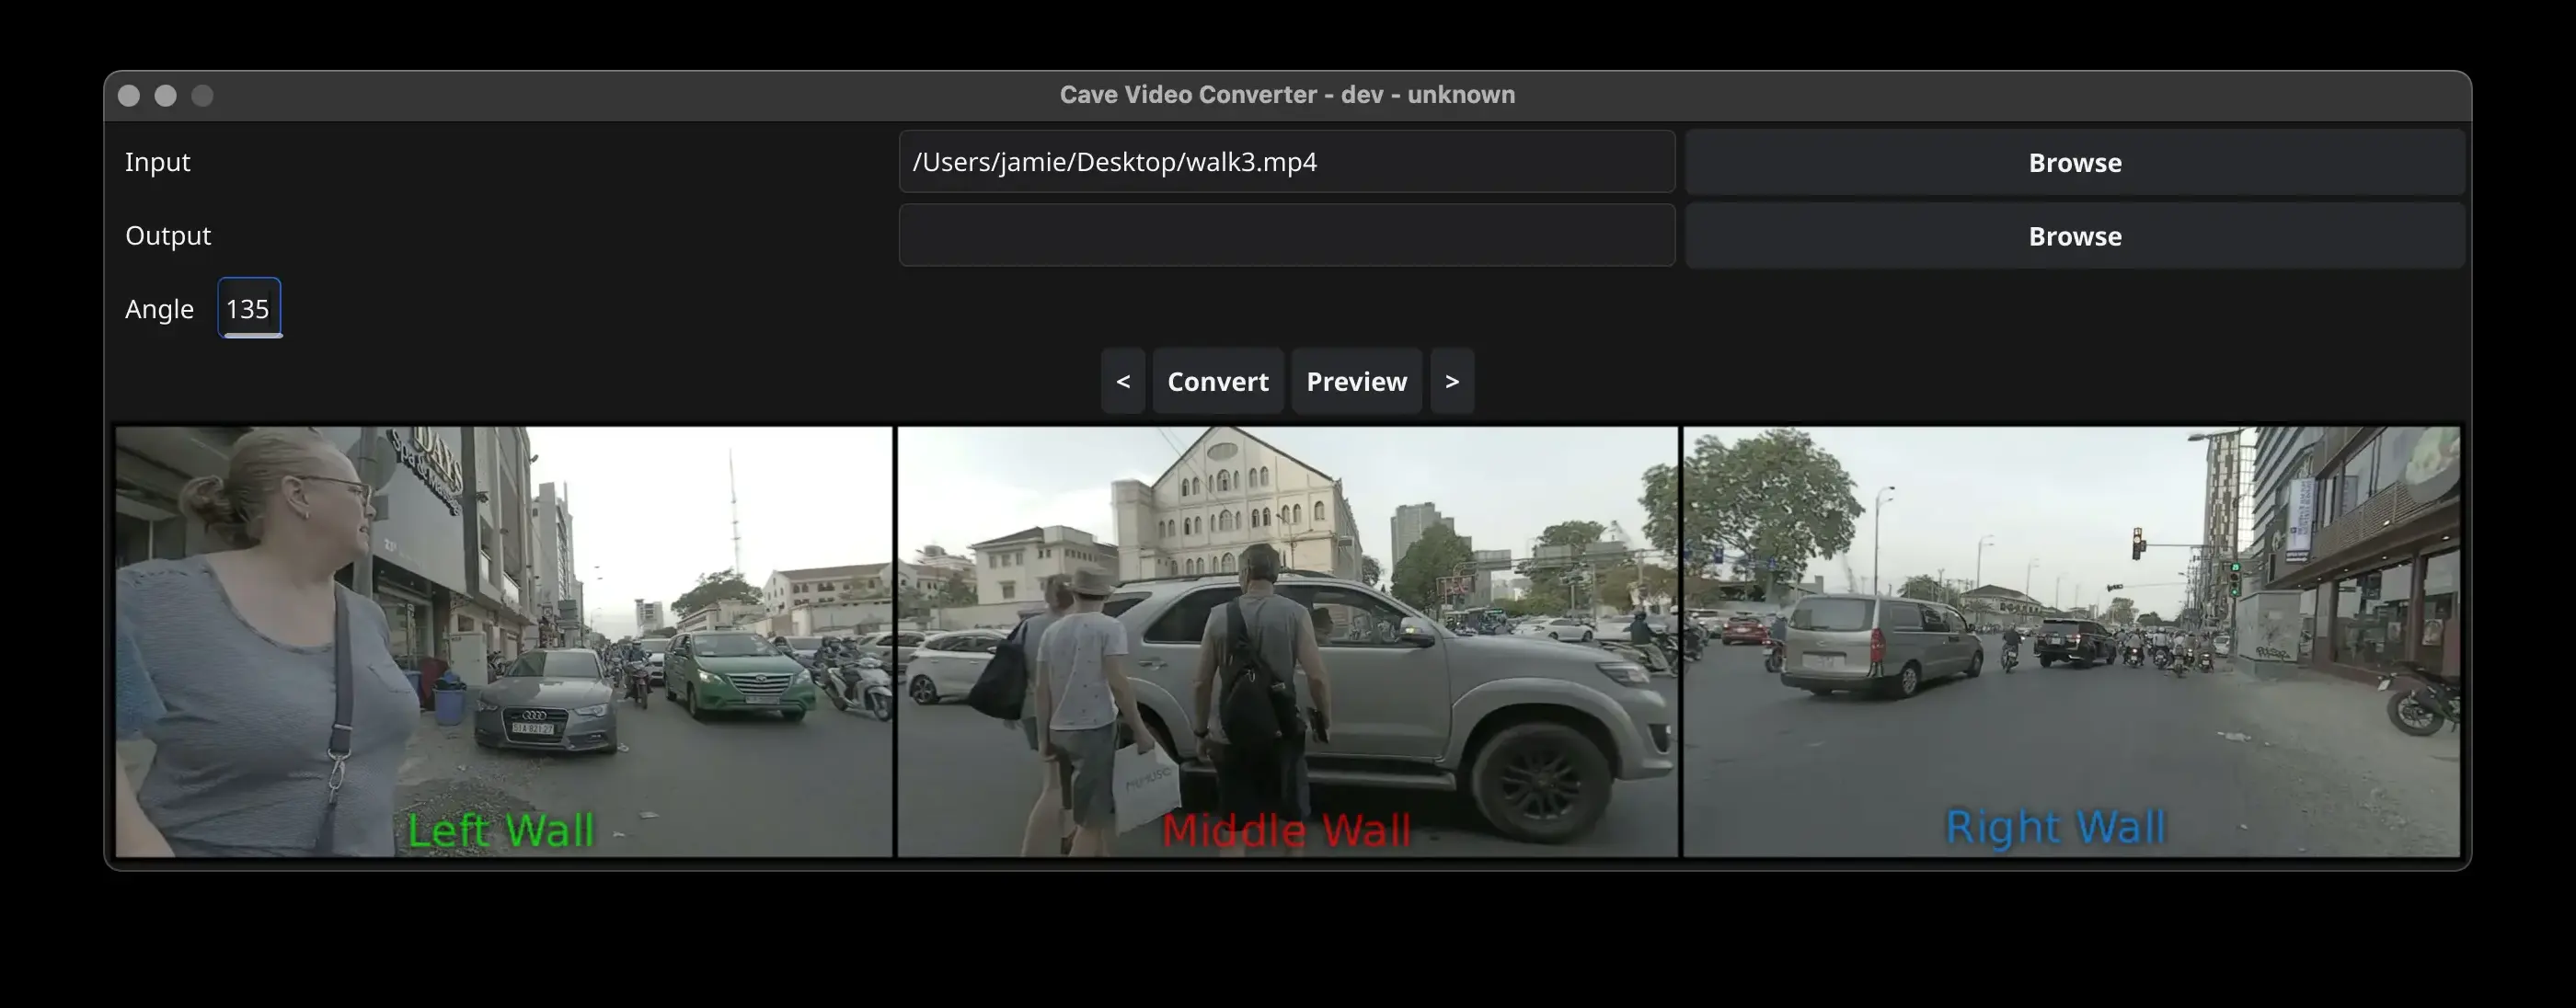 Cave Video Converter - dev - unknown
Input
/Users/jamie/Desktop/walk3.mp4
Browse
Output
Browse
Angle
135
<
Convert
Preview
>
Left Wall
MUMUSO
Middle Wall
Right Wall